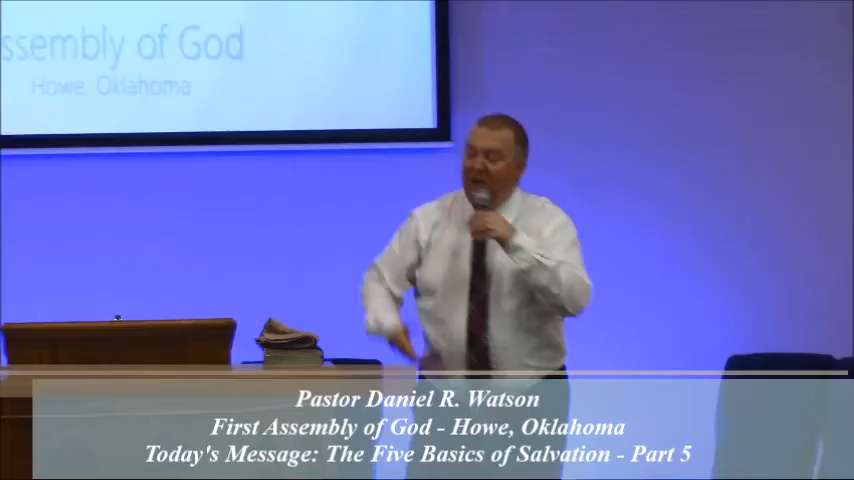 ssembly of God
Howe, Oklahoma
Pastor Daniel R. Watson
First Assembly of God - Howe, Oklahoma
Today's Message: The Five Basics of Salvation - Part 5